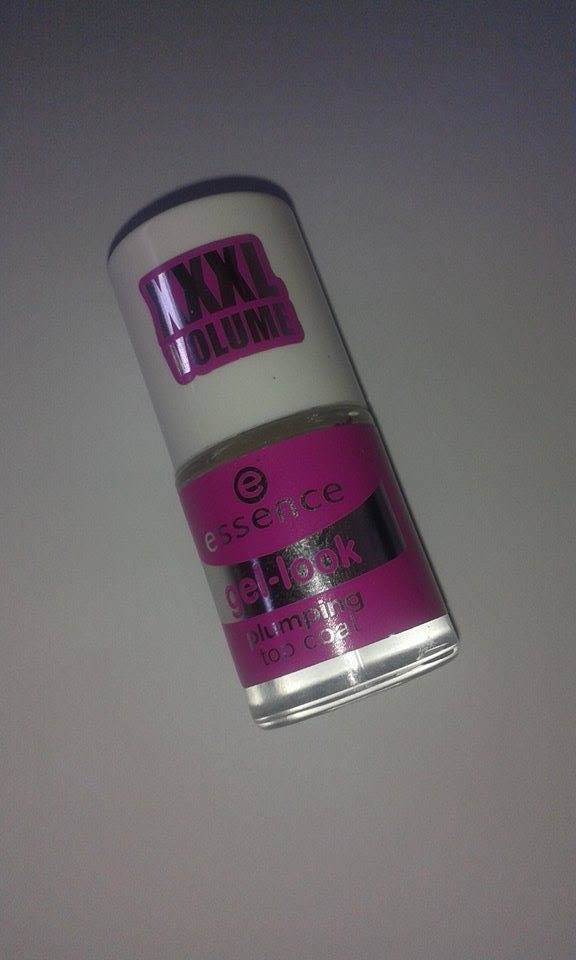 XXXL
VOLUME
e
essence
gel-look
plumping
top coat